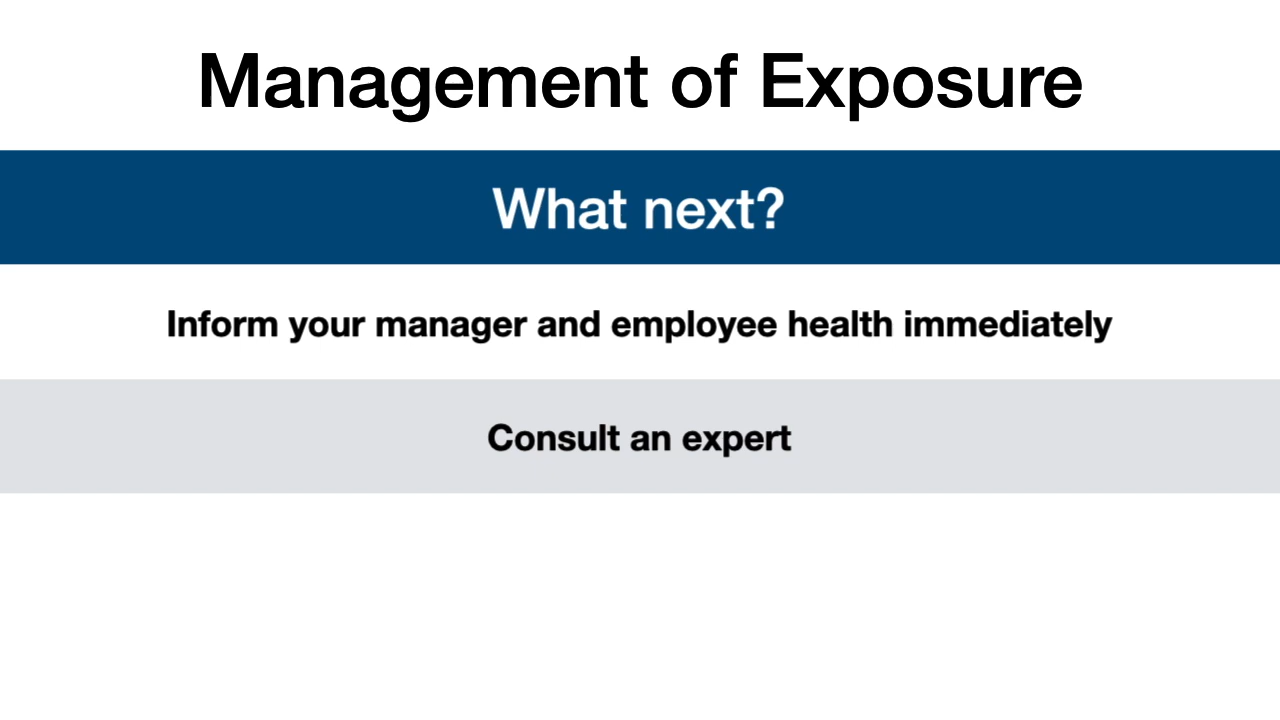 Management of Exposure
What next?
Inform your manager and employee health immediately
Consult an expert